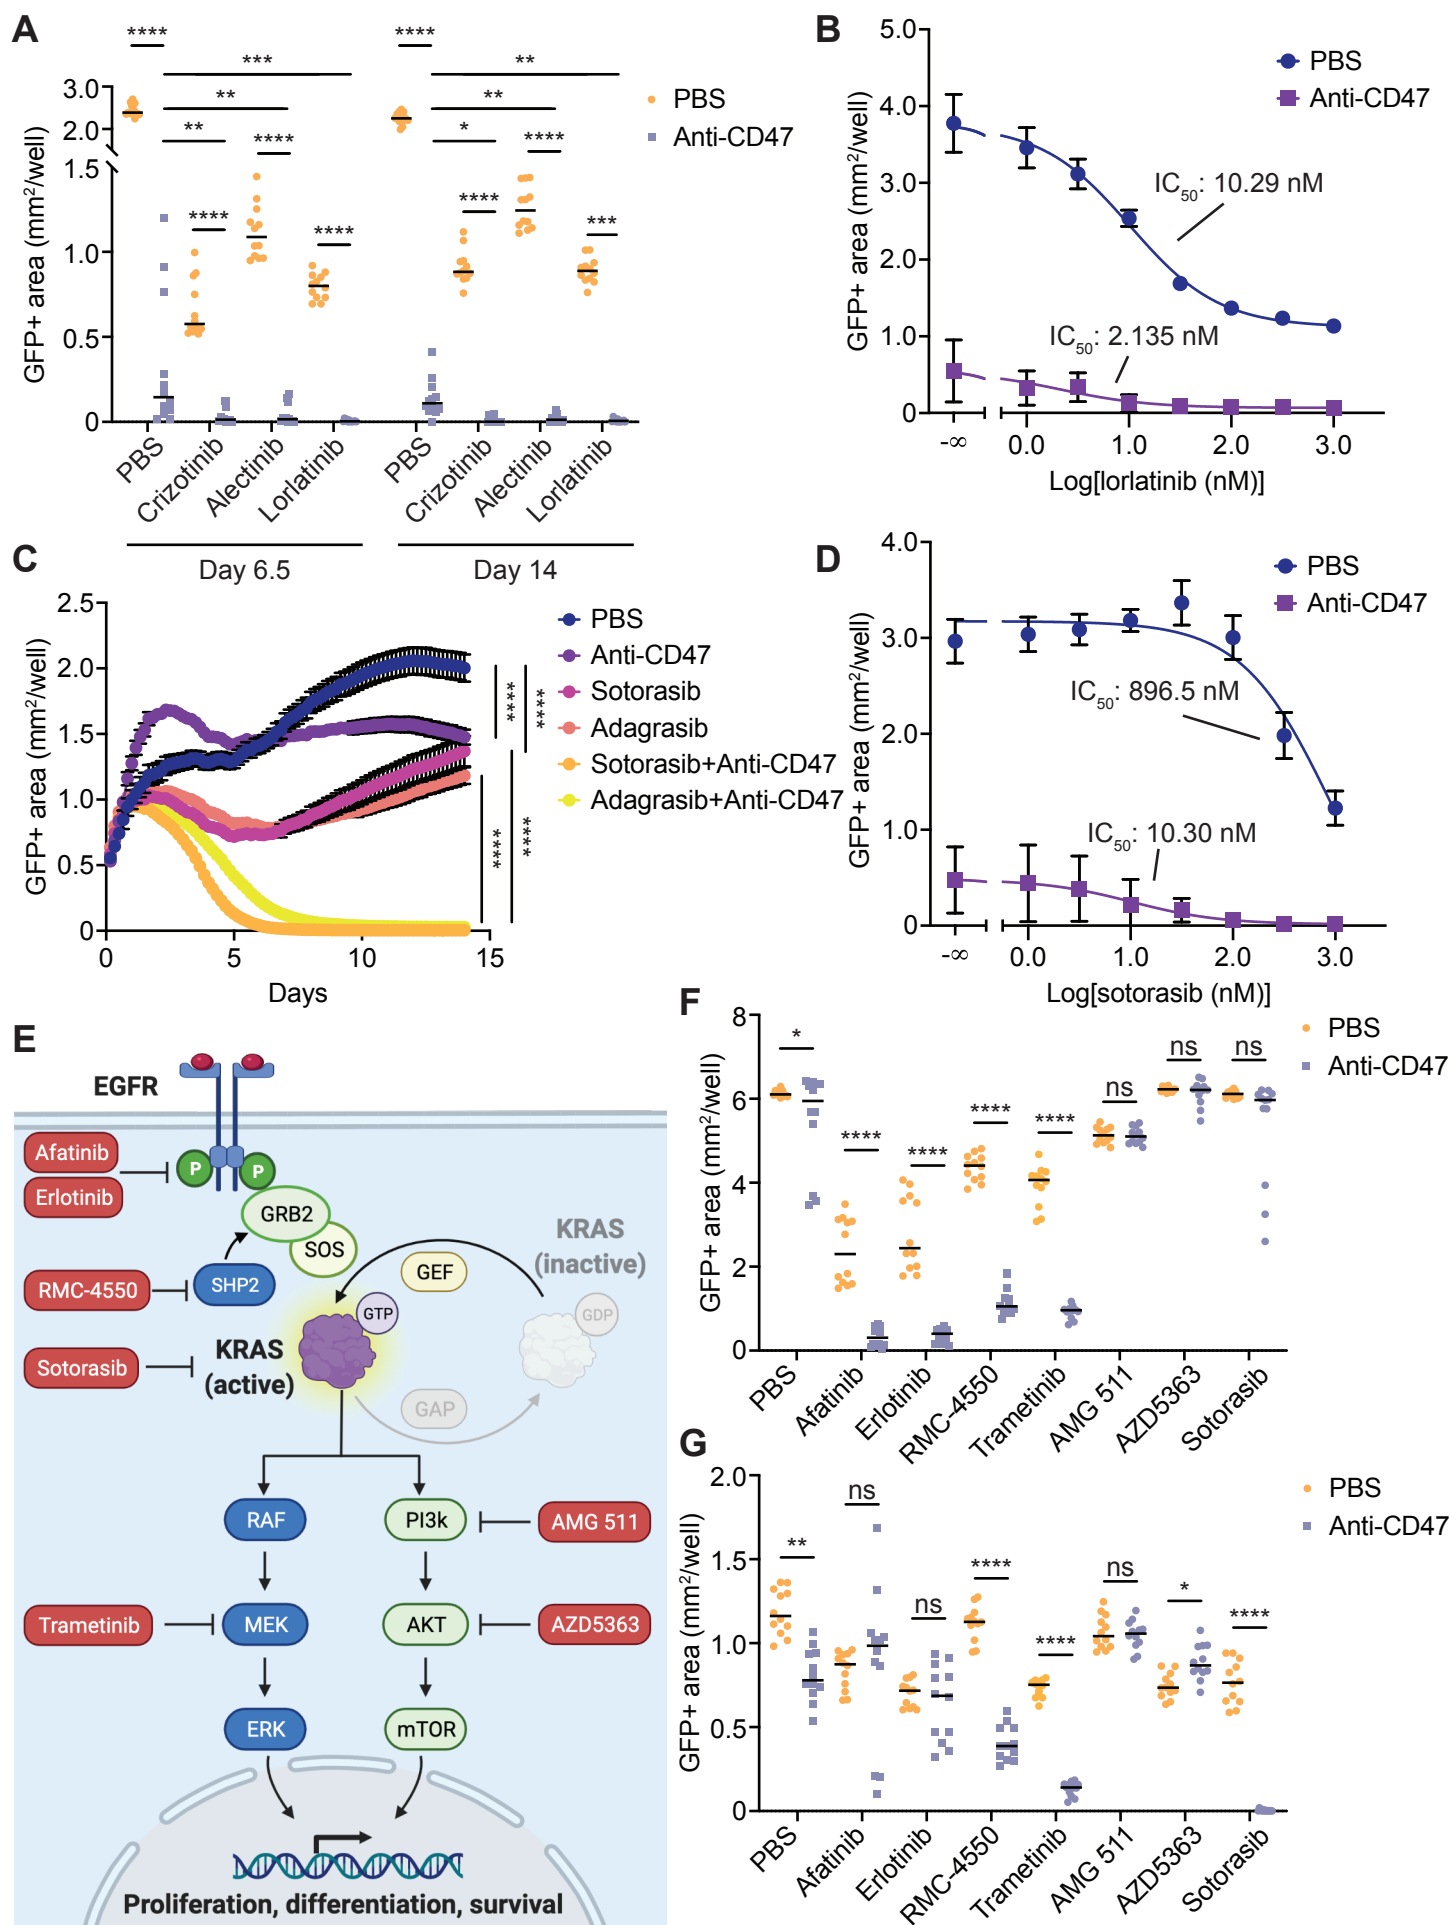 A
****
***
**
**
****
****
****
****
**
**
*
****
****
***
PBS
Anti-CD47
GFP+ area (mm²/well)
3.0
2.0
1.5
1.0
0.5
0
PBS
Crizotinib
Alectinib
Lorlatinib
PBS
Crizotinib
Alectinib
Lorlatinib
Day 6.5
Day 14
B
PBS
Anti-CD47
GFP+ area (mm²/well)
5.0
4.0
3.0
2.0
1.0
0
IC50: 10.29 nM
IC50: 2.135 nM
-∞ 0.0 1.0 2.0 3.0
Log[lorlatinib (nM)]
C
GFP+ area (mm²/well)
2.5
2.0
1.5
1.0
0.5
0
0 5 10 15
Days
PBS
Anti-CD47
Sotorasib
Adagrasib
Sotorasib+Anti-CD47
Adagrasib+Anti-CD47
****
****
****
****
D
PBS
Anti-CD47
GFP+ area (mm²/well)
4.0
3.0
2.0
1.0
0
IC50: 896.5 nM
IC50: 10.30 nM
-∞ 0.0 1.0 2.0 3.0
Log[sotorasib (nM)]
E
EGFR
Afatinib
Erlotinib
P
P
GRB2
SOS
RMC-4550
SHP2
GEF
KRAS
(inactive)
GTP
GDP
Sotorasib
KRAS
(active)
GAP
RAF
PI3k
AMG 511
Trametinib
MEK
AKT
AZD5363
ERK
mTOR
Proliferation, differentiation, survival
F
PBS
Anti-CD47
GFP+ area (mm²/well)
8
6
4
2
0
*
****
****
****
****
ns
ns
ns
PBS
Afatinib
Erlotinib
RMC-4550
Trametinib
AMG 511
AZD5363
Sotorasib
G
PBS
Anti-CD47
GFP+ area (mm²/well)
2.0
1.5
1.0
0.5
0
**
ns
ns
****
****
ns
*
****
PBS
Afatinib
Erlotinib
RMC-4550
Trametinib
AMG 511
AZD5363
Sotorasib